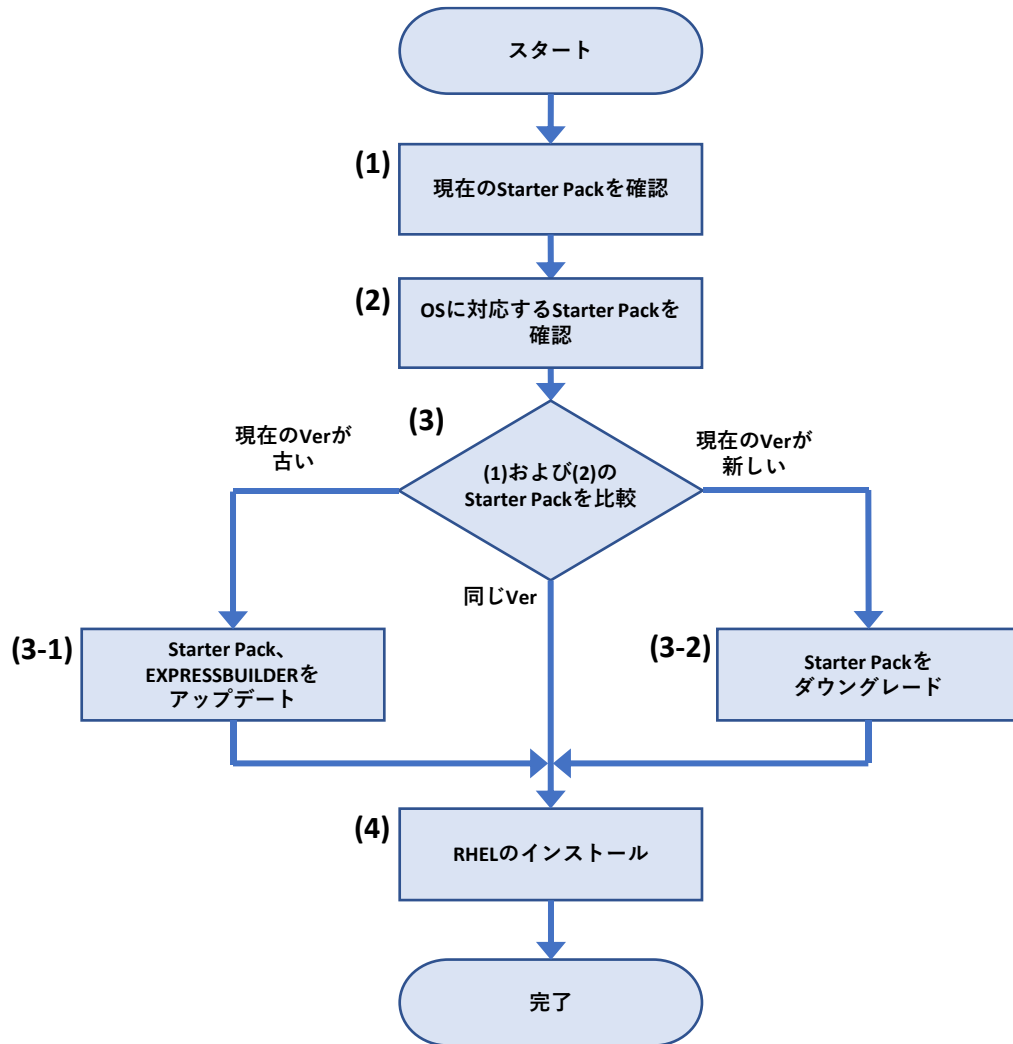 スタート
(1)
現在のStarter Packを確認
(2)
OSに対応するStarter Packを
確認
(3)
現在のVerが
古い
(1)および(2)の
Starter Packを比較
現在のVerが
新しい
同じVer
(3-1)
Starter Pack、
EXPRESSBUILDERを
アップデート
(3-2)
Starter Packを
ダウングレード
(4)
RHELのインストール
完了